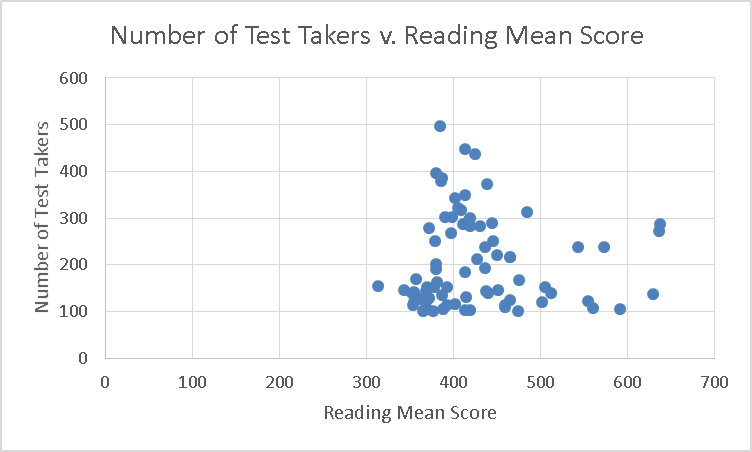 Number of Test Takers v. Reading Mean Score
Number of Test Takers
600
500
400
300
200
100
0
0 100 200 300 400 500 600 700
Reading Mean Score